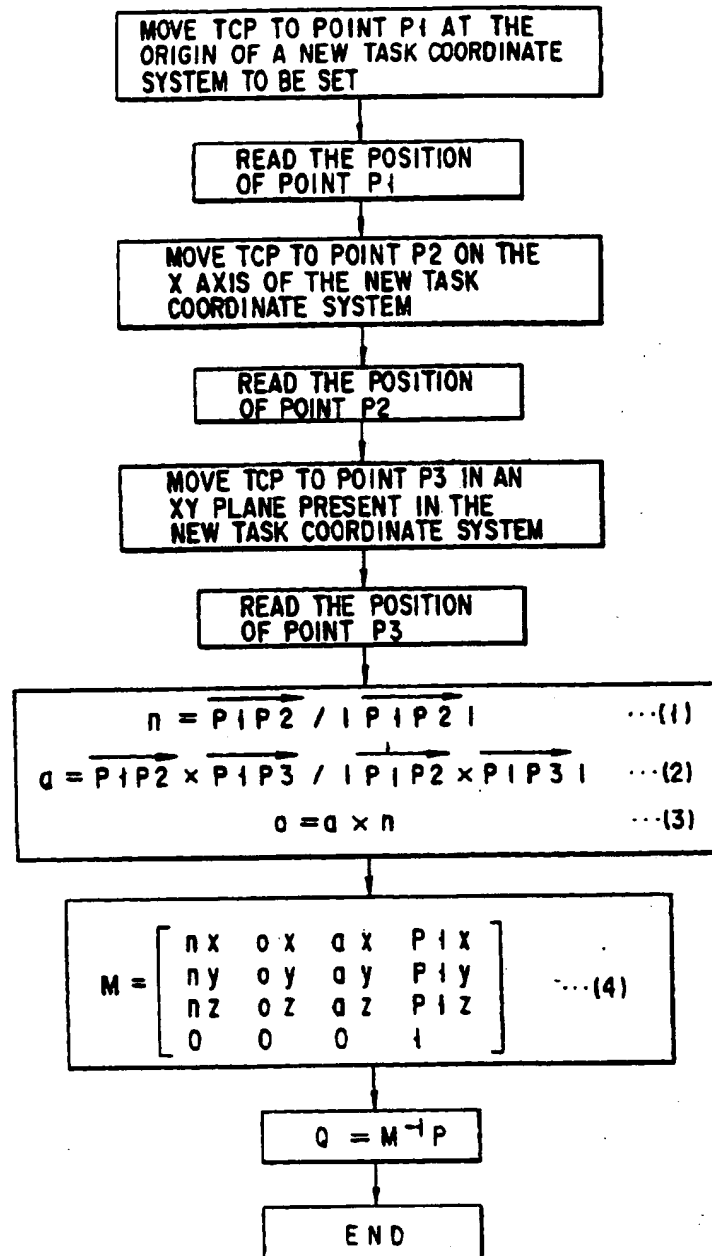 MOVE TCP TO POINT P1 AT THE
ORIGIN OF A NEW TASK COORDINATE
SYSTEM TO BE SET
READ THE POSITION
OF POINT P1
MOVE TCP TO POINT P2 ON THE
X AXIS OF THE NEW TASK
COORDINATE SYSTEM
READ THE POSITION
OF POINT P2
MOVE TCP TO POINT P3 IN AN
XY PLANE PRESENT IN THE
NEW TASK COORDINATE SYSTEM
READ THE POSITION
OF POINT P3
n = P1P2 / | P1P2 | ···(1)
a = P1P2 × P1P3 / | P1P2 × P1P3 | ···(2)
o = a × n ···(3)
M = [ nx ox ax P1x
ny oy ay P1y
nz oz az P1z
0 0 0 1 ] ···(4)
Q = M⁻¹ P
END